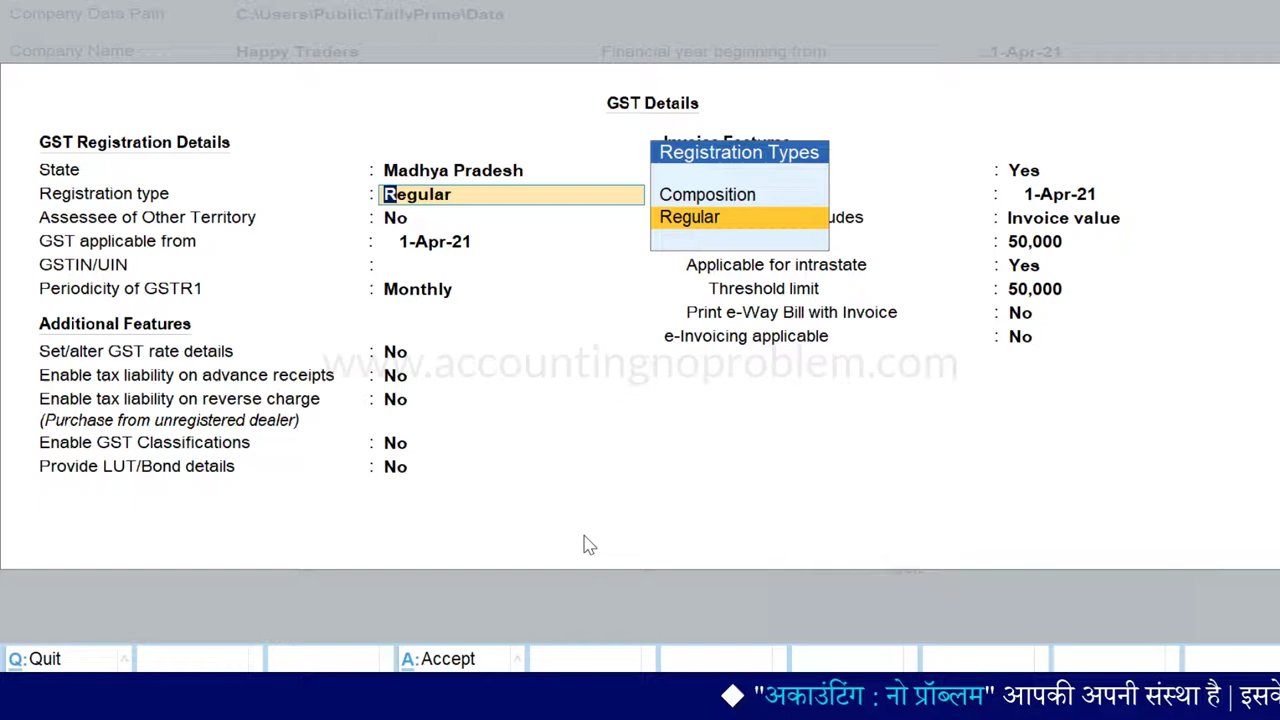 Company Data Path C:\Users\Public\TallyPrime\Data
Company Name Happy Traders Financial year beginning from 1-Apr-21
GST Details
GST Registration Details
Registration Types
State : Madhya Pradesh : Yes
Registration type : Regular Composition : 1-Apr-21
Assessee of Other Territory : No Regular udes : Invoice value
GST applicable from : 1-Apr-21 : 50,000
GSTIN/UIN : Applicable for intrastate : Yes
Periodicity of GSTR1 : Monthly Threshold limit : 50,000
Print e-Way Bill with Invoice : No
Additional Features
e-Invoicing applicable : No
Set/alter GST rate details : No
www.accountingnoproblem.com
Enable tax liability on advance receipts : No
Enable tax liability on reverse charge : No
(Purchase from unregistered dealer)
Enable GST Classifications : No
Provide LUT/Bond details : No
Q:Quit A:Accept
◆ "अकाउंटिंग : नो प्रॉब्लम" आपकी अपनी संस्था है | इसके